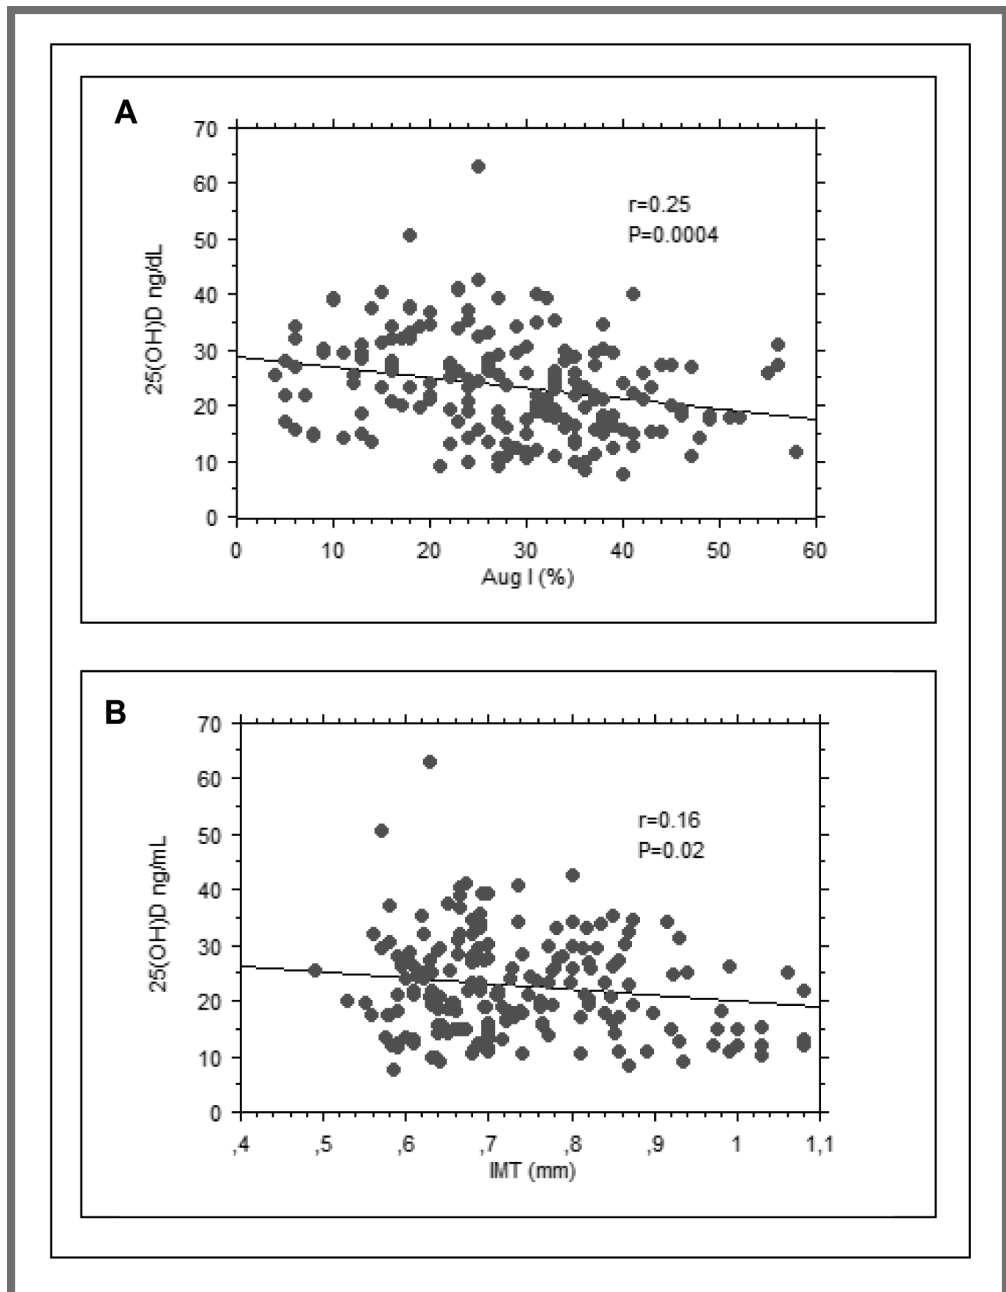 A
70
60
50
40
30
20
10
0
25(OH)D ng/dL
r=0.25
P=0.0004
0 10 20 30 40 50 60
Aug I (%)
B
70
60
50
40
30
20
10
0
25(OH)D ng/mL
r=0.16
P=0.02
,4 ,5 ,6 ,7 ,8 ,9 1 1,1
IMT (mm)